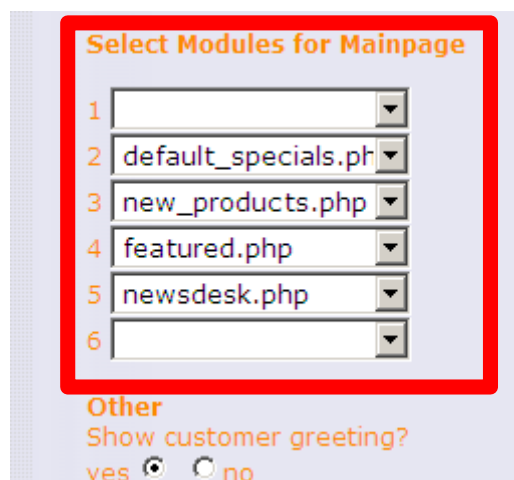 Select Modules for Mainpage
1
2 default_specials.ph
3 new_products.php
4 featured.php
5 newsdesk.php
6
Other
Show customer greeting?
yes no